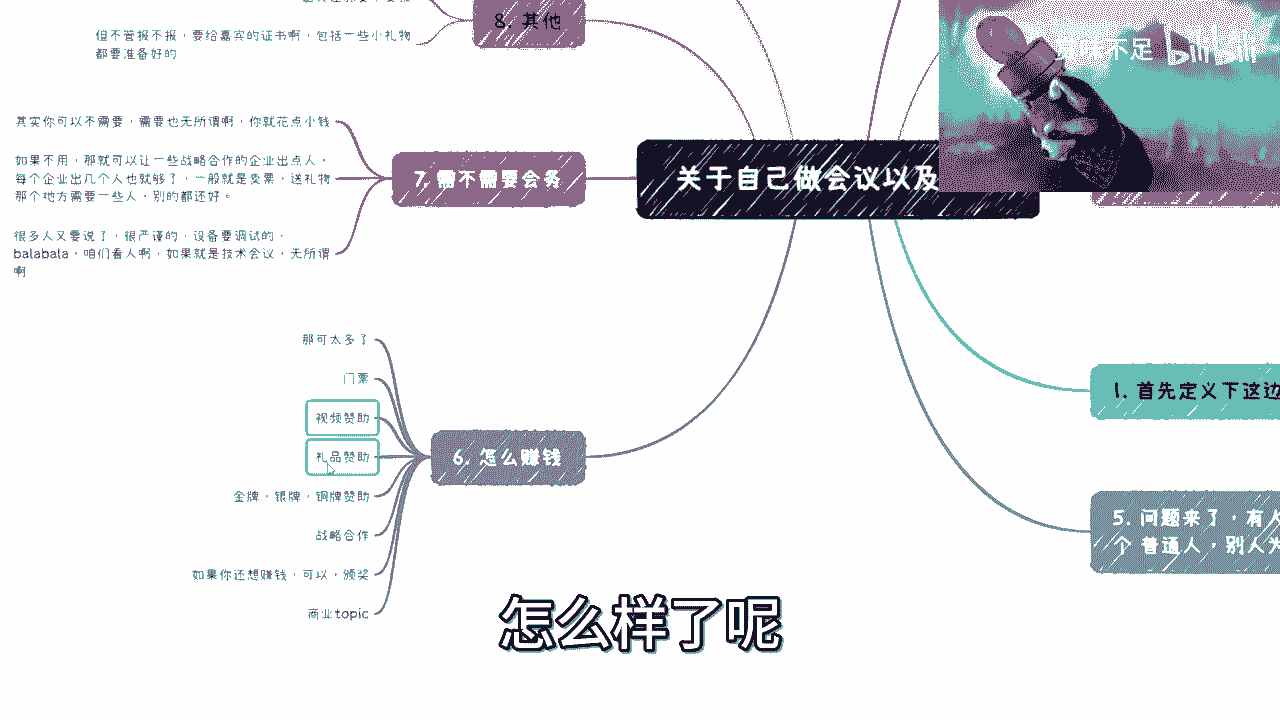 8. 其他
但不管报不报，要给嘉宾的证书啊，包括一些小礼物
都要准备好的
不足 bilibili
其实你可以不需要，需要也无所谓啊，你就花点小钱
如果不用，那就可以让一些战略合作的企业出点人，
每个企业出几个人也就够了，一般就是卖票，送礼物
那个地方需要一些人，别的都还好。
很多人又要说了，很严谨的，设备要调试的，
balabala，咱们看人啊，如果就是技术会议，无所谓
啊
7. 需不需要会务
关于自己做会议以及
那可太多了
门票
视频赞助
礼品赞助
金牌，银牌，铜牌赞助
战略合作
如果你还想赚钱，可以，颁奖
商业topic
6. 怎么赚钱
1. 首先定义下这边
5. 问题来了，有人
个普通人，别人为
怎么样了呢